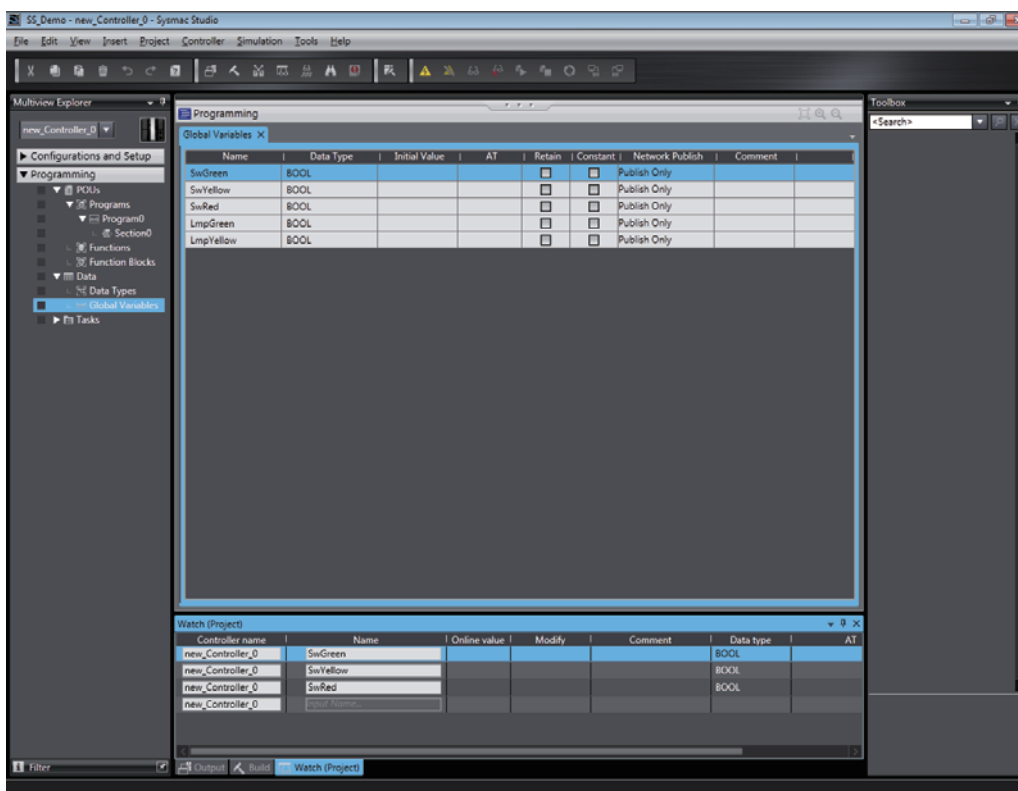 SS_Demo - new_Controller_0 - Sysmac Studio
File Edit View Insert Project Controller Simulation Tools Help
Multiview Explorer
new_Controller_0
Configurations and Setup
Programming
POUs
Programs
Program0
Section0
Functions
Function Blocks
Data
Data Types
Global Variables
Tasks
Filter
Programming
Global Variables X
Name Data Type Initial Value AT Retain Constant Network Publish Comment
SwGreen BOOL Publish Only
SwYellow BOOL Publish Only
SwRed BOOL Publish Only
LmpGreen BOOL Publish Only
LmpYellow BOOL Publish Only
Watch (Project)
Controller name Name Online value Modify Comment Data type AT
new_Controller_0 SwGreen BOOL
new_Controller_0 SwYellow BOOL
new_Controller_0 SwRed BOOL
new_Controller_0 Input Name...
Output Build Watch (Project)
Toolbox
<Search>